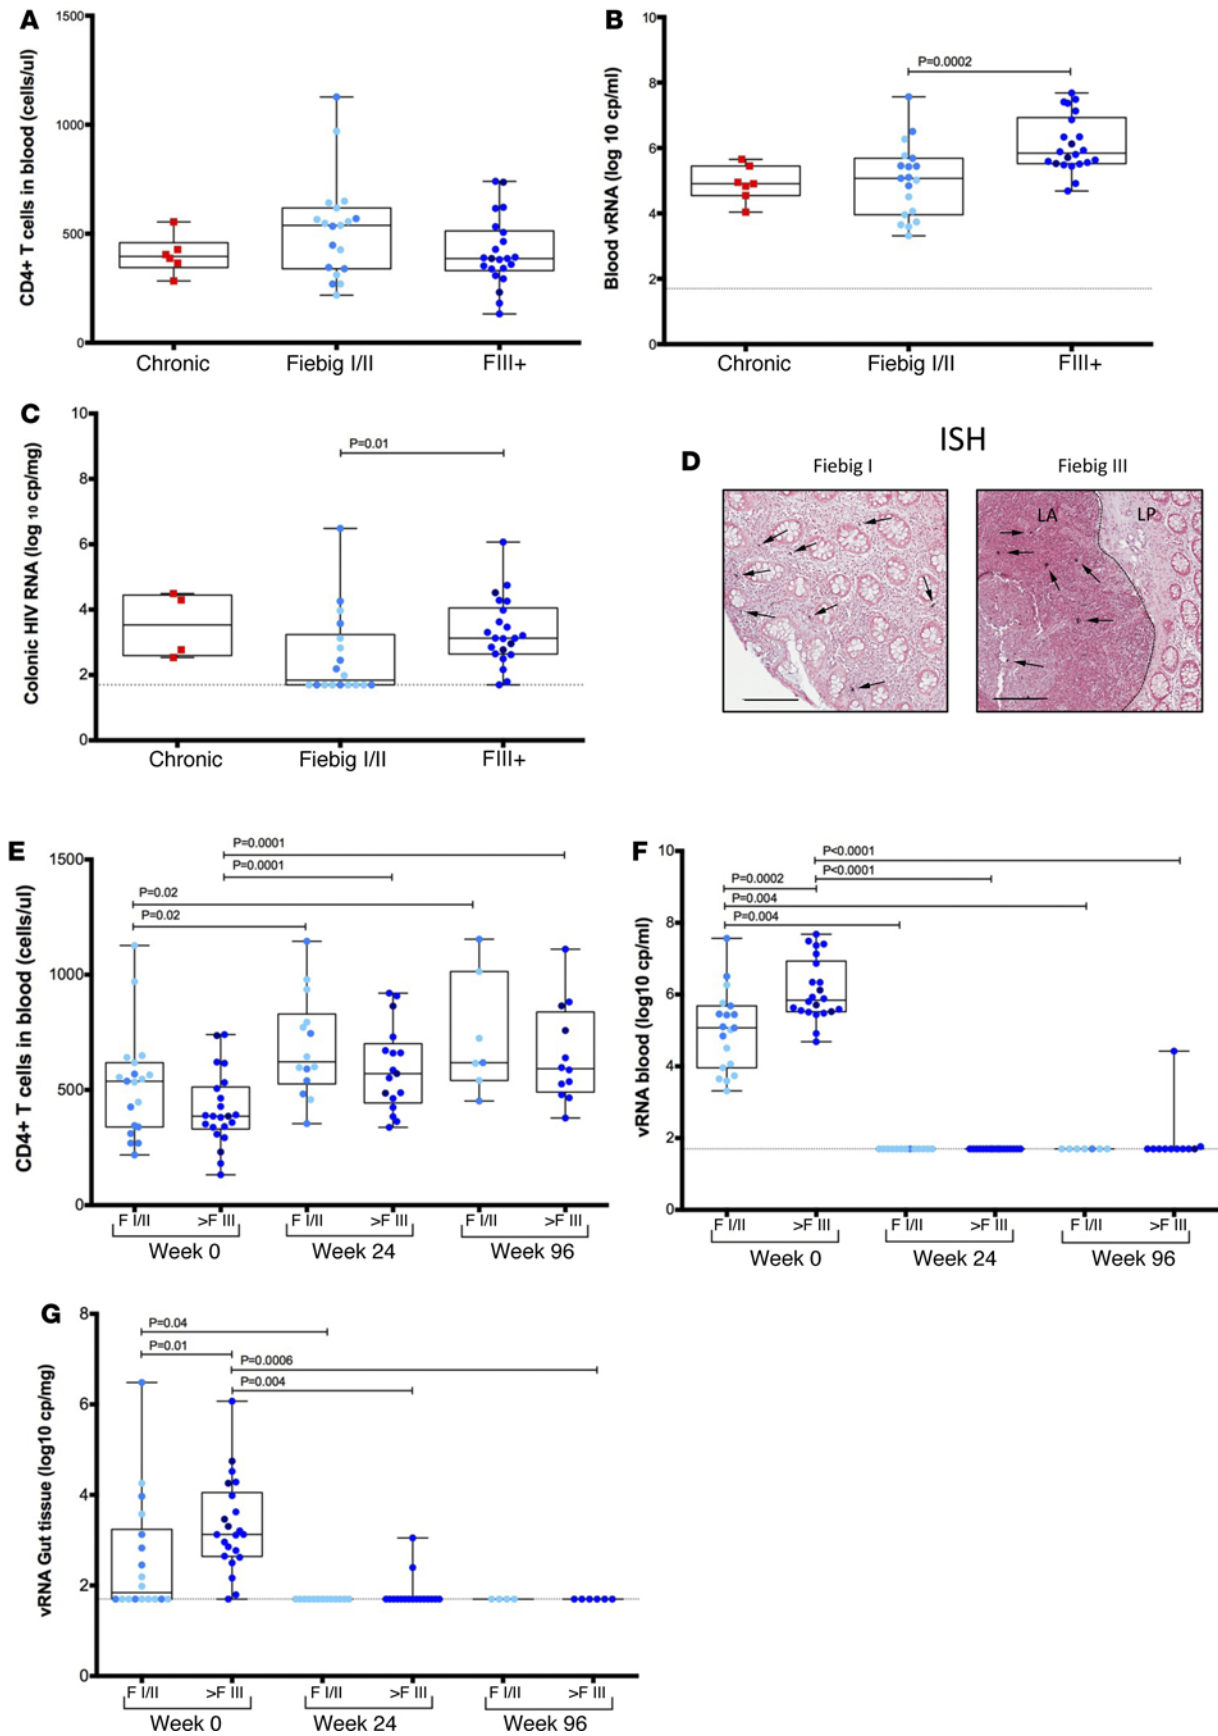 A
CD4+ T cells in blood (cells/ul)
1500
1000
500
0
Chronic
Fiebig I/II
FIII+
B
Blood vRNA (log 10 cp/ml)
10
8
6
4
2
0
P=0.0002
Chronic
Fiebig I/II
FIII+
C
Colonic HIV RNA (log 10 cp/mg)
10
8
6
4
2
0
P=0.01
Chronic
Fiebig I/II
FIII+
ISH
D
Fiebig I
Fiebig III
LA
LP
E
CD4+ T cells in blood (cells/ul)
1500
1000
500
0
P=0.0001
P=0.0001
P=0.02
P=0.02
F I/II
>F III
F I/II
>F III
F I/II
>F III
Week 0
Week 24
Week 96
F
vRNA blood (log10 cp/ml)
10
8
6
4
2
0
P<0.0001
P<0.0001
P=0.0002
P=0.004
P=0.004
F I/II
>F III
F I/II
>F III
F I/II
>F III
Week 0
Week 24
Week 96
G
vRNA Gut tissue (log10 cp/mg)
8
6
4
2
0
P=0.04
P=0.01
P=0.0006
P=0.004
F I/II
>F III
F I/II
>F III
F I/II
>F III
Week 0
Week 24
Week 96